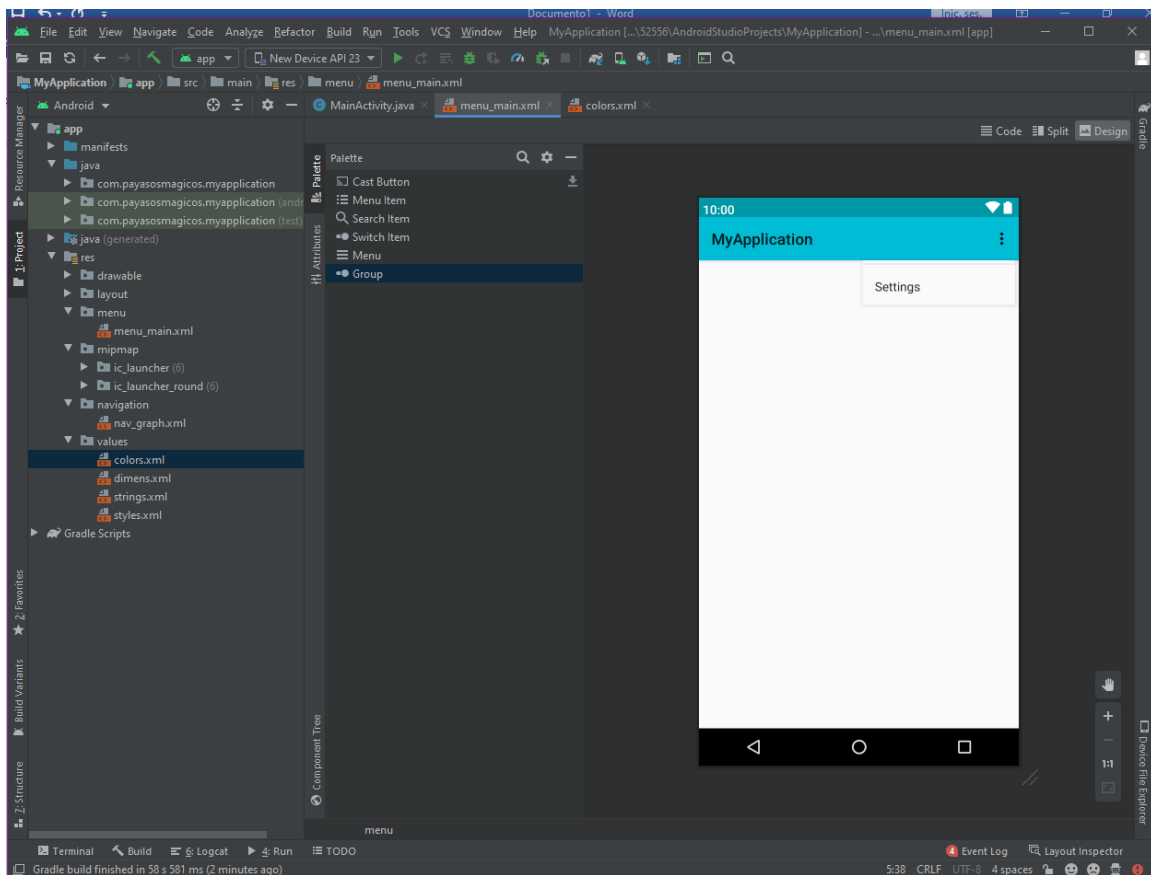 Documento1 - Word
Inic. ses.
File Edit View Navigate Code Analyze Refactor Build Run Tools VCS Window Help MyApplication [...\52556\AndroidStudioProjects\MyApplication] - ...\menu_main.xml [app]
app New Device API 23
MyApplication app src main res menu menu_main.xml
Android MainActivity.java menu_main.xml colors.xml
Code Split Design
Resource Manager
1: Project
2: Favorites
Build Variants
7: Structure
app
manifests
java
com.payasosmagicos.myapplication
com.payasosmagicos.myapplication (andr
com.payasosmagicos.myapplication (test)
java (generated)
res
drawable
layout
menu
menu_main.xml
mipmap
ic_launcher (6)
ic_launcher_round (6)
navigation
nav_graph.xml
values
colors.xml
dimens.xml
strings.xml
styles.xml
Gradle Scripts
Palette
Attributes
Component Tree
Palette
Cast Button
Menu Item
Search Item
Switch Item
Menu
Group
10:00
MyApplication
Settings
1:1
Gradle
Device File Explorer
menu
Terminal Build 6: Logcat 4: Run TODO 4 Event Log Layout Inspector
Gradle build finished in 58 s 581 ms (2 minutes ago) 5:38 CRLF UTF-8 4 spaces